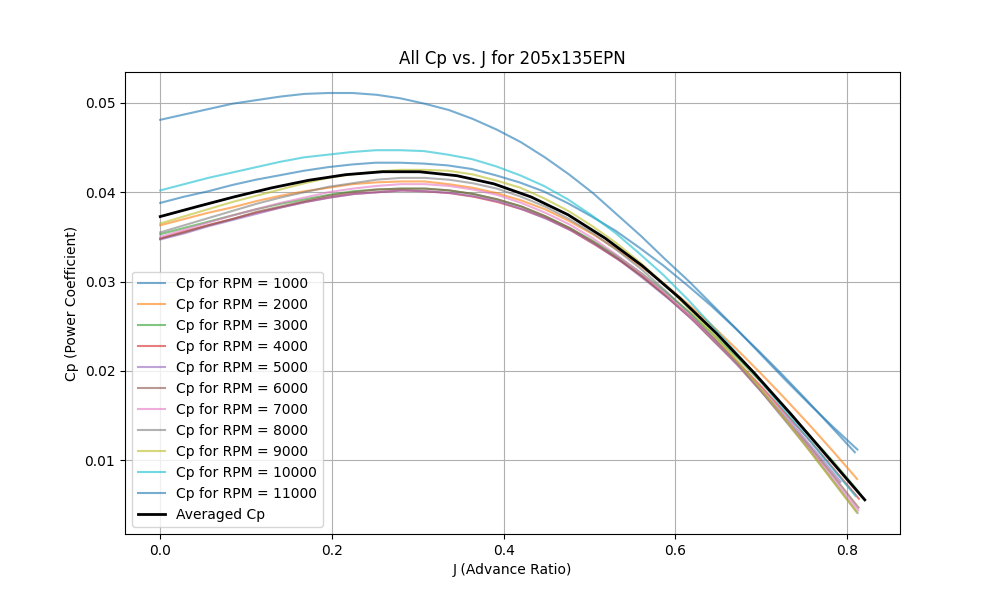 All Cp vs. J for 205x135EPN
Cp (Power Coefficient)
0.05
0.04
0.03
0.02
0.01
Cp for RPM = 1000
Cp for RPM = 2000
Cp for RPM = 3000
Cp for RPM = 4000
Cp for RPM = 5000
Cp for RPM = 6000
Cp for RPM = 7000
Cp for RPM = 8000
Cp for RPM = 9000
Cp for RPM = 10000
Cp for RPM = 11000
Averaged Cp
0.0 0.2 0.4 0.6 0.8
J (Advance Ratio)